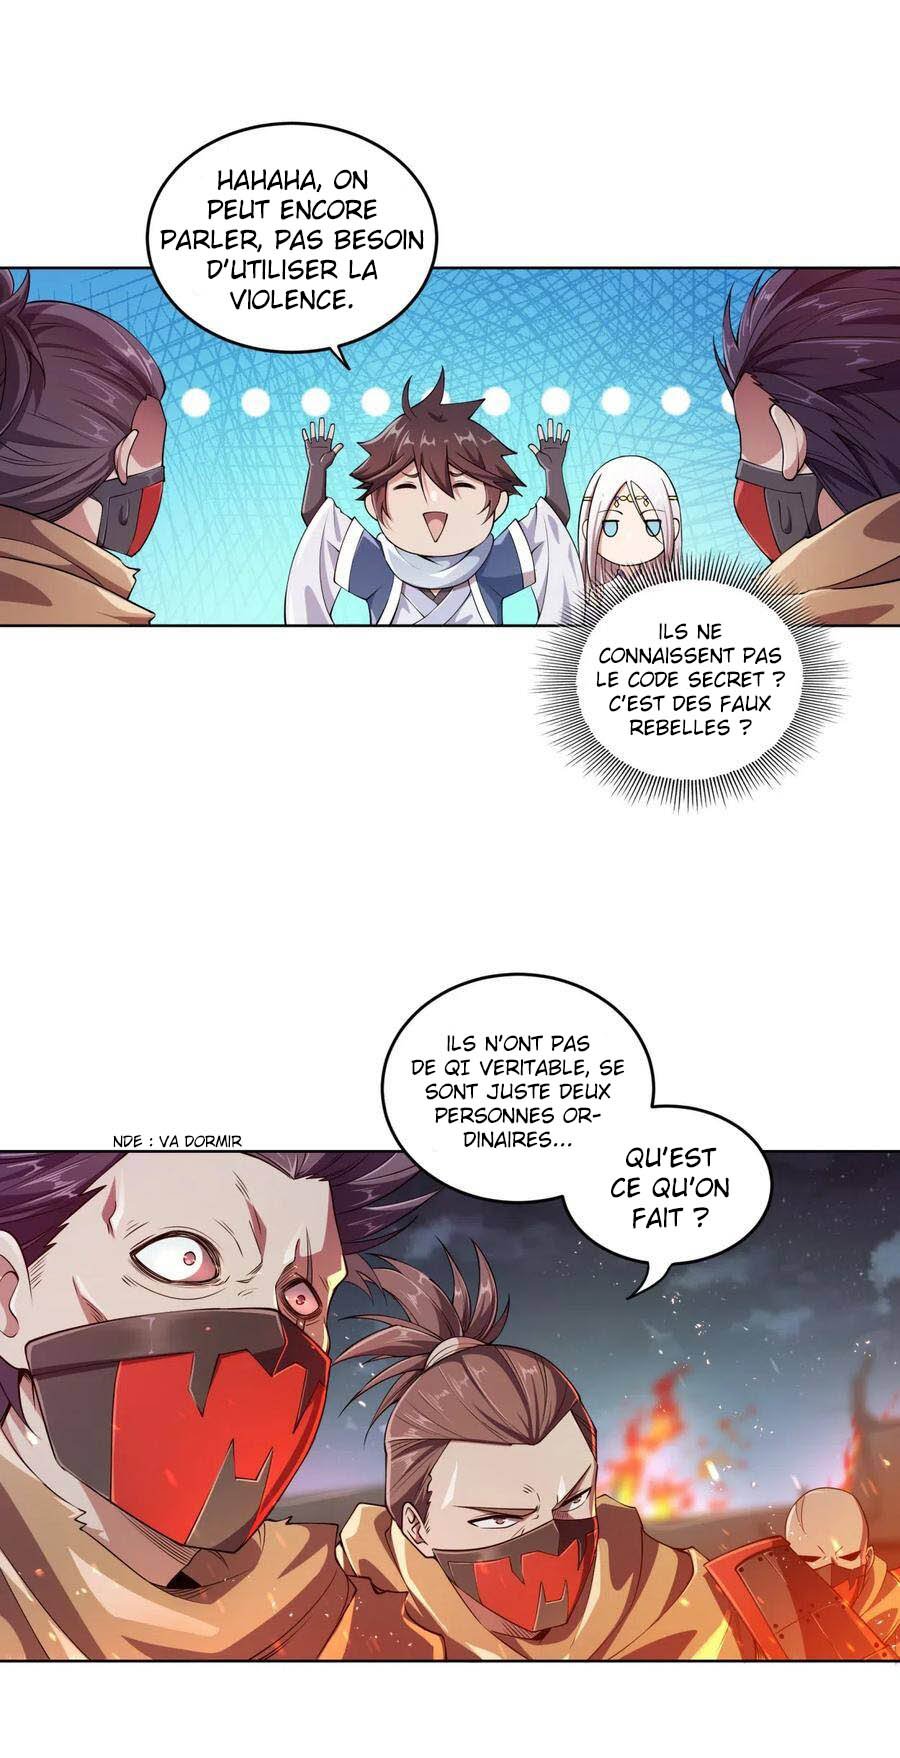 HAHAHA, ON
PEUT ENCORE
PARLER, PAS BESOIN
D'UTILISER LA
VIOLENCE.
ILS NE
CONNAISSENT PAS
LE CODE SECRET ?
C'EST DES FAUX
REBELLES ?
ILS N'ONT PAS
DE QI VERITABLE, SE
SONT JUSTE DEUX
PERSONNES OR-
DINAIRES...
NDE : VA DORMIR
QU'EST
CE QU'ON
FAIT ?